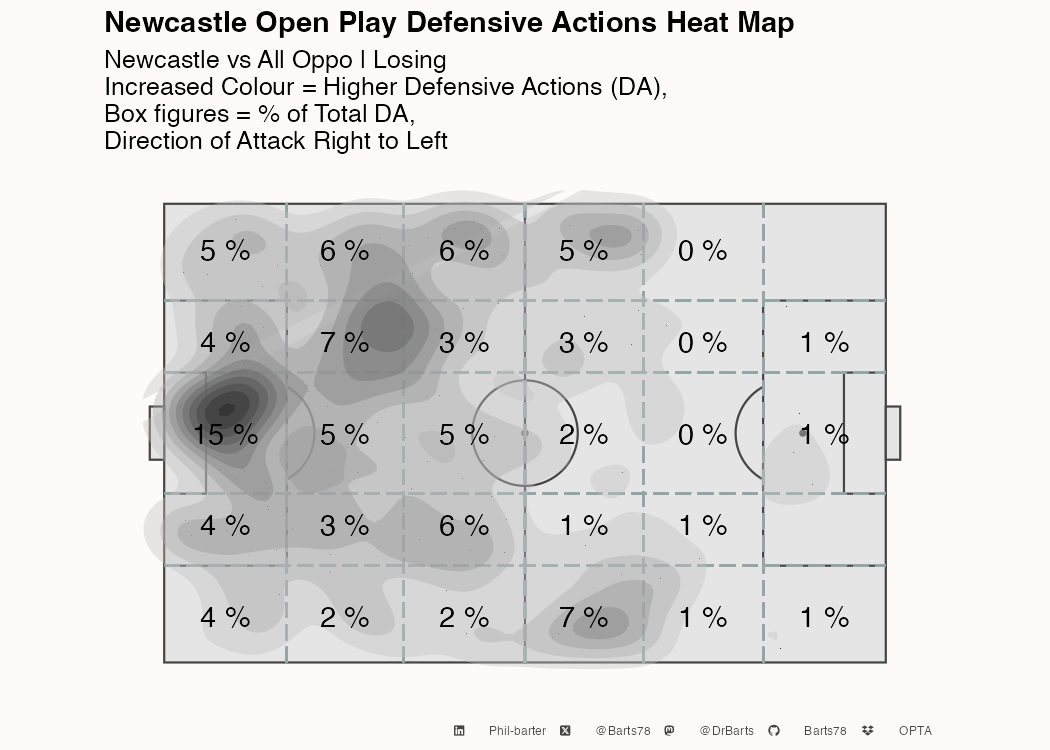 Newcastle Open Play Defensive Actions Heat Map
Newcastle vs All Oppo | Losing
Increased Colour = Higher Defensive Actions (DA),
Box figures = % of Total DA,
Direction of Attack Right to Left
5 % 6 % 6 % 5 % 0 %
4 % 7 % 3 % 3 % 0 % 1 %
15 % 5 % 5 % 2 % 0 % 1 %
4 % 3 % 6 % 1 % 1 %
4 % 2 % 2 % 7 % 1 % 1 %
Phil-barter @Barts78 @DrBarts Barts78 OPTA